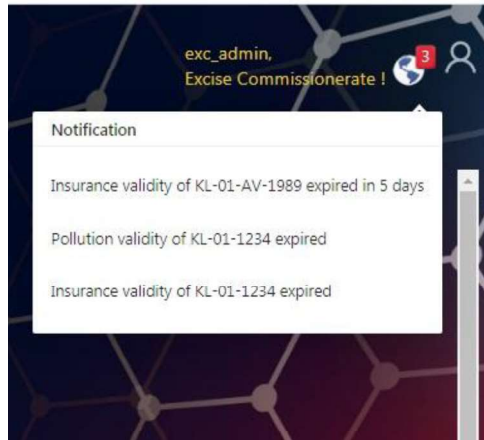 exc_admin,
Excise Commissionerate !
3
Notification
Insurance validity of KL-01-AV-1989 expired in 5 days
Pollution validity of KL-01-1234 expired
Insurance validity of KL-01-1234 expired